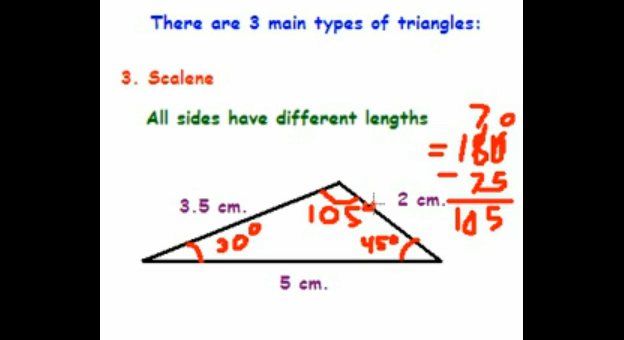 There are 3 main types of triangles:
3. Scalene
All sides have different lengths
7 0
= 180
- 75
105
3.5 cm.
2 cm.
105°
30°
45°
5 cm.